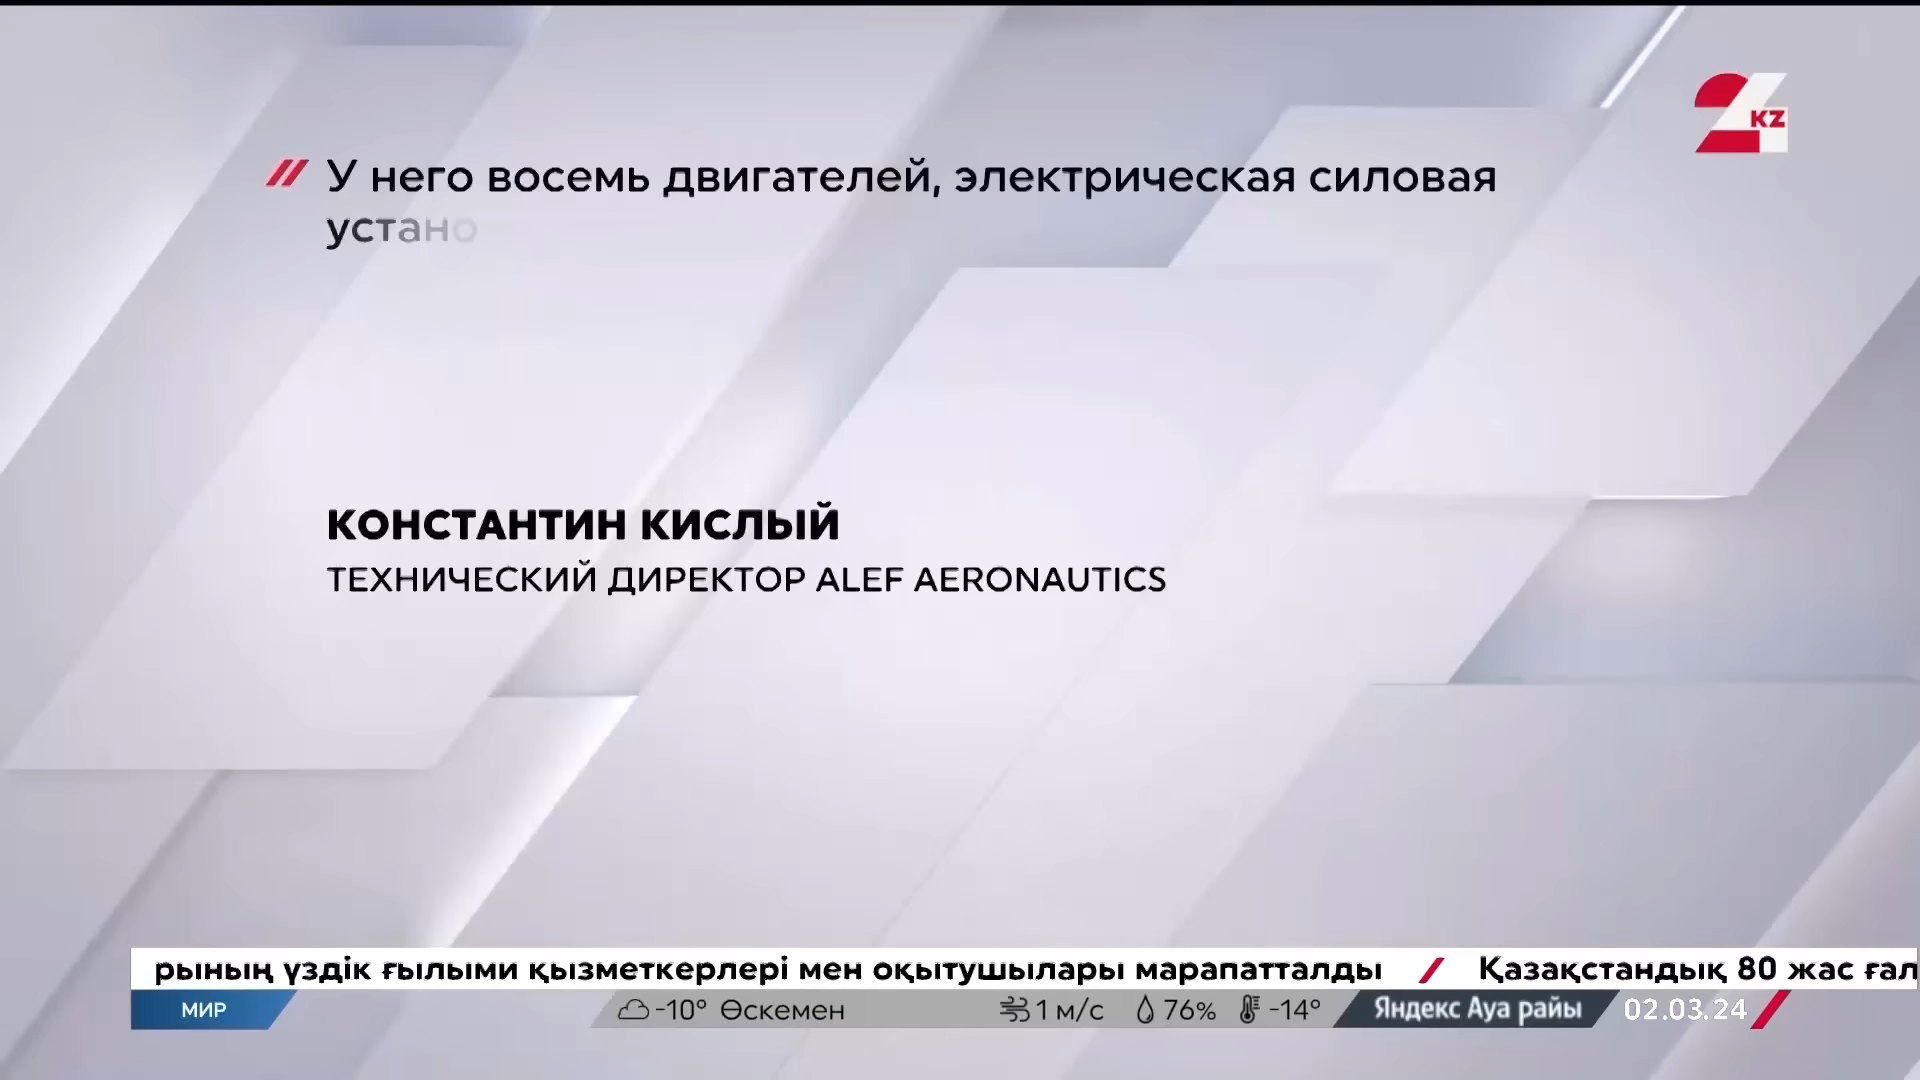 24 KZ
У него восемь двигателей, электрическая силовая
устано
КОНСТАНТИН КИСЛЫЙ
ТЕХНИЧЕСКИЙ ДИРЕКТОР ALEF AERONAUTICS
рының үздік ғылыми қызметкерлері мен оқытушылары марапатталды / Қазақстандық 80 жас ғал
МИР -10° Өскемен 1 м/с 76% -14° Яндекс Ауа райы 02.03.24